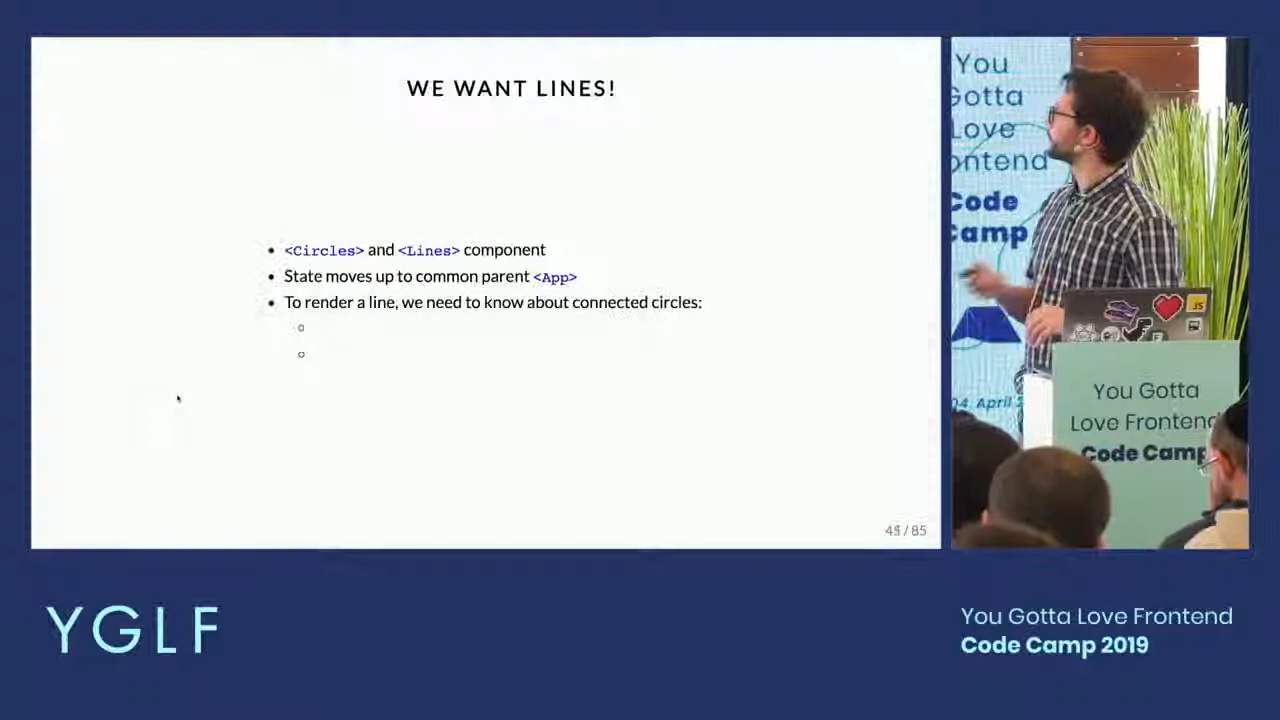 WE WANT LINES!
• <Circles> and <Lines> component
• State moves up to common parent <App>
• To render a line, we need to know about connected circles:
/ 85
You
Gotta
Love
ontend
Code
Camp
04. April
JS
You Gotta
Love Frontend
Code Camp
YGLF
You Gotta Love Frontend
Code Camp 2019